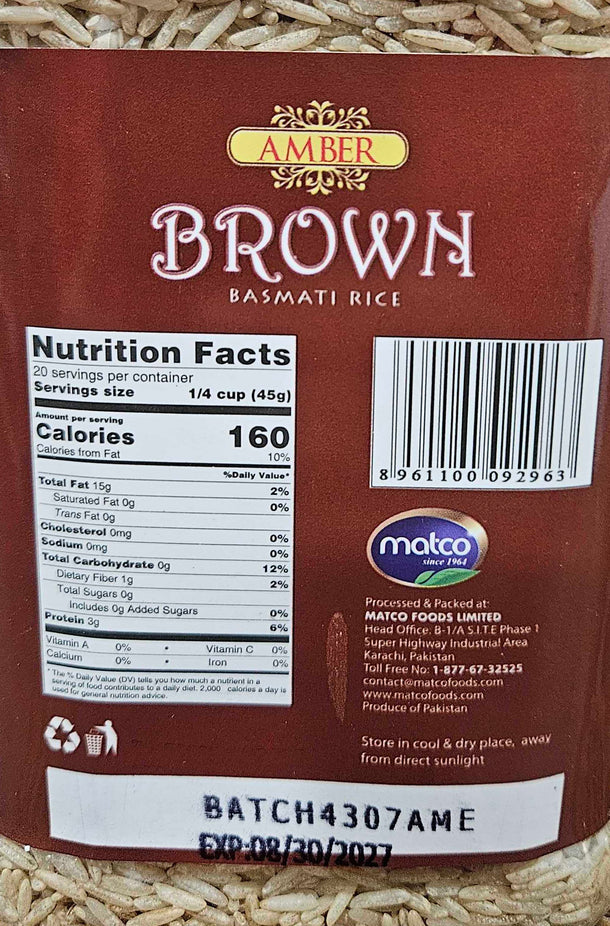 AMBER
BROWN
BASMATI RICE
Nutrition Facts
20 servings per container
Servings size 1/4 cup (45g)
Amount per serving
Calories 160
Calories from Fat 10%
%Daily Value*
Total Fat 15g 2%
Saturated Fat 0g 0%
Trans Fat 0g
Cholesterol 0mg 0%
Sodium 0mg 0%
Total Carbohydrate 0g 12%
Dietary Fiber 1g 2%
Total Sugars 0g
Includes 0g Added Sugars 0%
Protein 3g 6%
Vitamin A 0% • Vitamin C 0%
Calcium 0% • Iron 0%
* The % Daily Value (DV) tells you how much a nutrient in a
serving of food contributes to a daily diet. 2,000 calories a day is
used for general nutrition advice.
8 961100 092963
matco
since 1964
Processed & Packed at:
MATCO FOODS LIMITED
Head Office: B-1/A S.I.T.E Phase 1
Super Highway Industrial Area
Karachi, Pakistan
Toll Free No: 1-877-67-32525
contact@matcofoods.com
www.matcofoods.com
Produce of Pakistan
Store in cool & dry place, away
from direct sunlight
BATCH4307AME
EXP:08/30/2027